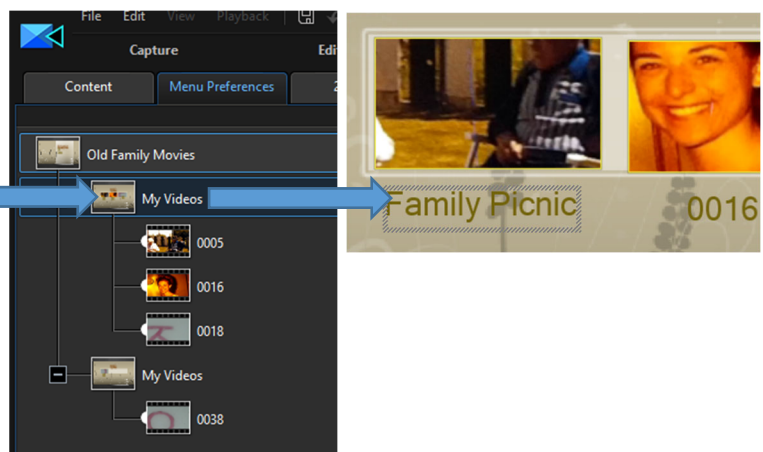 File Edit View Playback
Capture
Content Menu Preferences
Old Family Movies
My Videos
0005
0016
0018
My Videos
0038
Family Picnic 0016